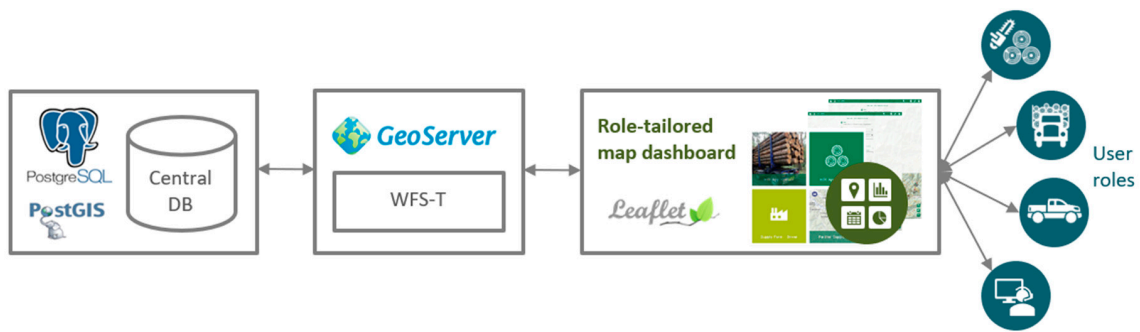 PostgreSQL
PostGIS
Central
DB
GeoServer
WFS-T
Role-tailored
map dashboard
Leaflet
User
roles